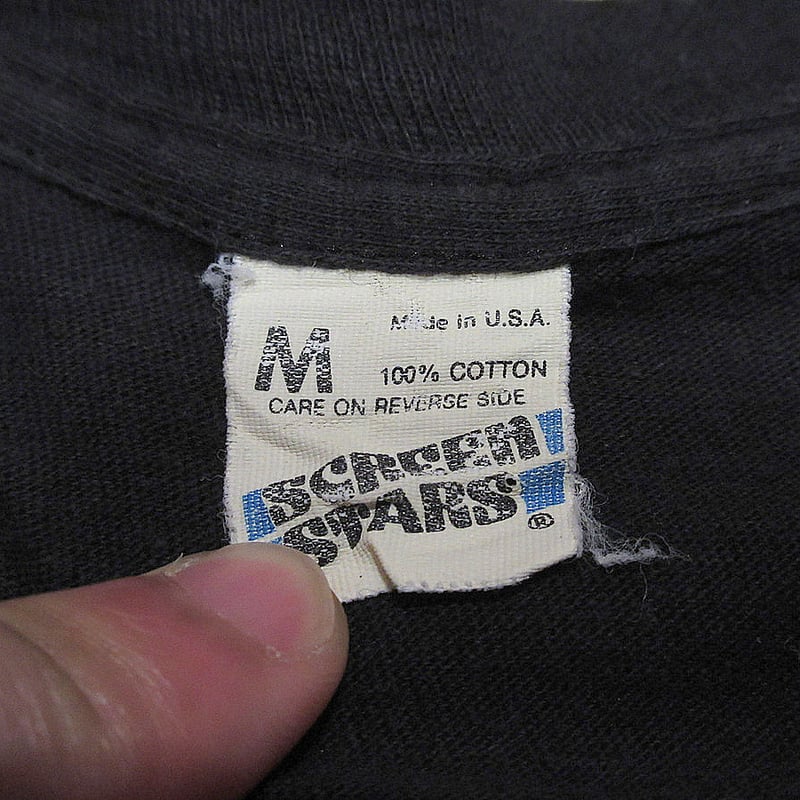 Made in U.S.A.
M
100% COTTON
CARE ON REVERSE SIDE
SCREEN
STARS ®